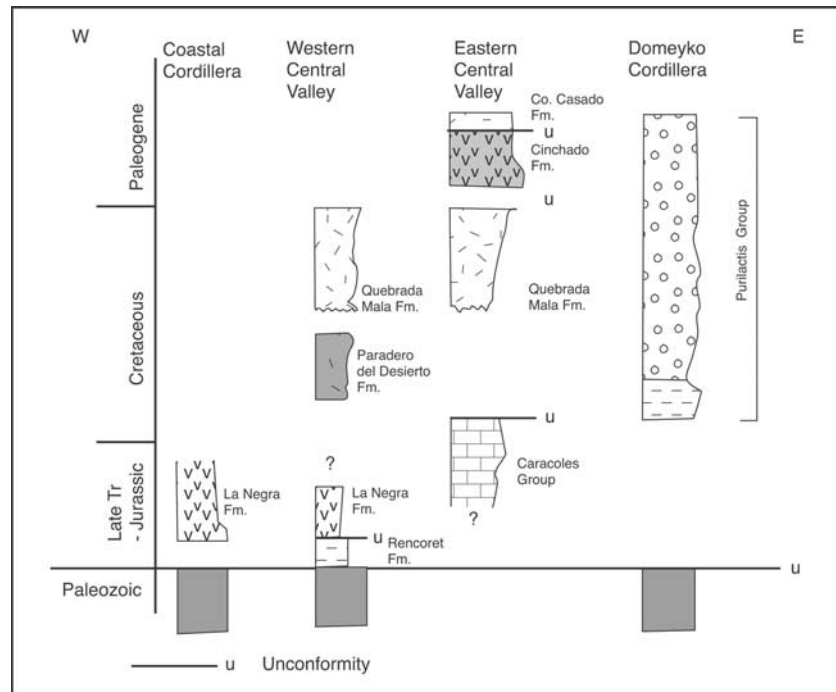 W
E
Coastal
Cordillera
Western
Central
Valley
Eastern
Central
Valley
Domeyko
Cordillera
Paleogene
Cretaceous
Late Tr
- Jurassic
Paleozoic
Co. Casado
Fm.
u
Cinchado
Fm.
u
Quebrada
Mala Fm.
Quebrada
Mala Fm.
Purilactis Group
Paradero
del Desierto
Fm.
u
Caracoles
Group
?
?
La Negra
Fm.
La Negra
Fm.
u
Rencoret
Fm.
u
u Unconformity